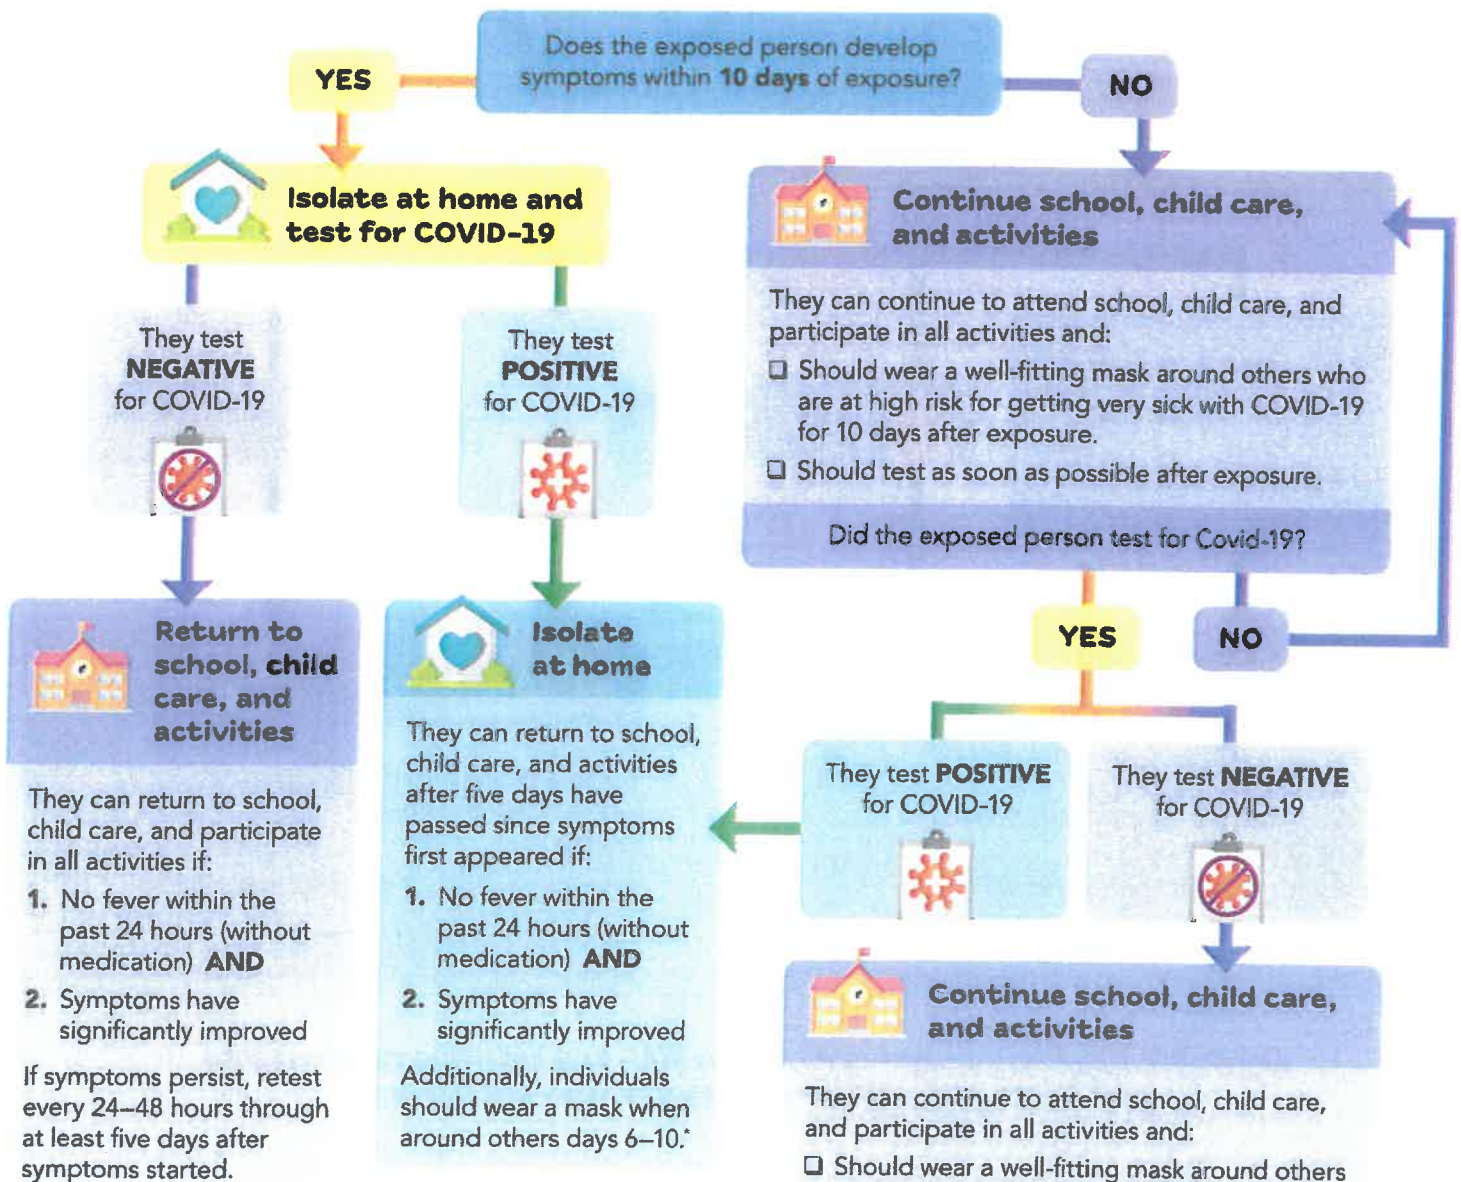 Does the exposed person develop
symptoms within 10 days of exposure?
YES
NO
Isolate at home and
test for COVID-19
They test
NEGATIVE
for COVID-19
They test
POSITIVE
for COVID-19
Return to
school, child
care, and
activities
They can return to school,
child care, and participate
in all activities if:
1. No fever within the
past 24 hours (without
medication) AND
2. Symptoms have
significantly improved
If symptoms persist, retest
every 24–48 hours through
at least five days after
symptoms started.
Isolate
at home
They can return to school,
child care, and activities
after five days have
passed since symptoms
first appeared if:
1. No fever within the
past 24 hours (without
medication) AND
2. Symptoms have
significantly improved
Additionally, individuals
should wear a mask when
around others days 6–10.*
Continue school, child care,
and activities
They can continue to attend school, child care, and
participate in all activities and:
❑ Should wear a well-fitting mask around others who
are at high risk for getting very sick with COVID-19
for 10 days after exposure.
❑ Should test as soon as possible after exposure.
Did the exposed person test for Covid-19?
YES
NO
They test POSITIVE
for COVID-19
They test NEGATIVE
for COVID-19
Continue school, child care,
and activities
They can continue to attend school, child care,
and participate in all activities and:
❑ Should wear a well-fitting mask around others